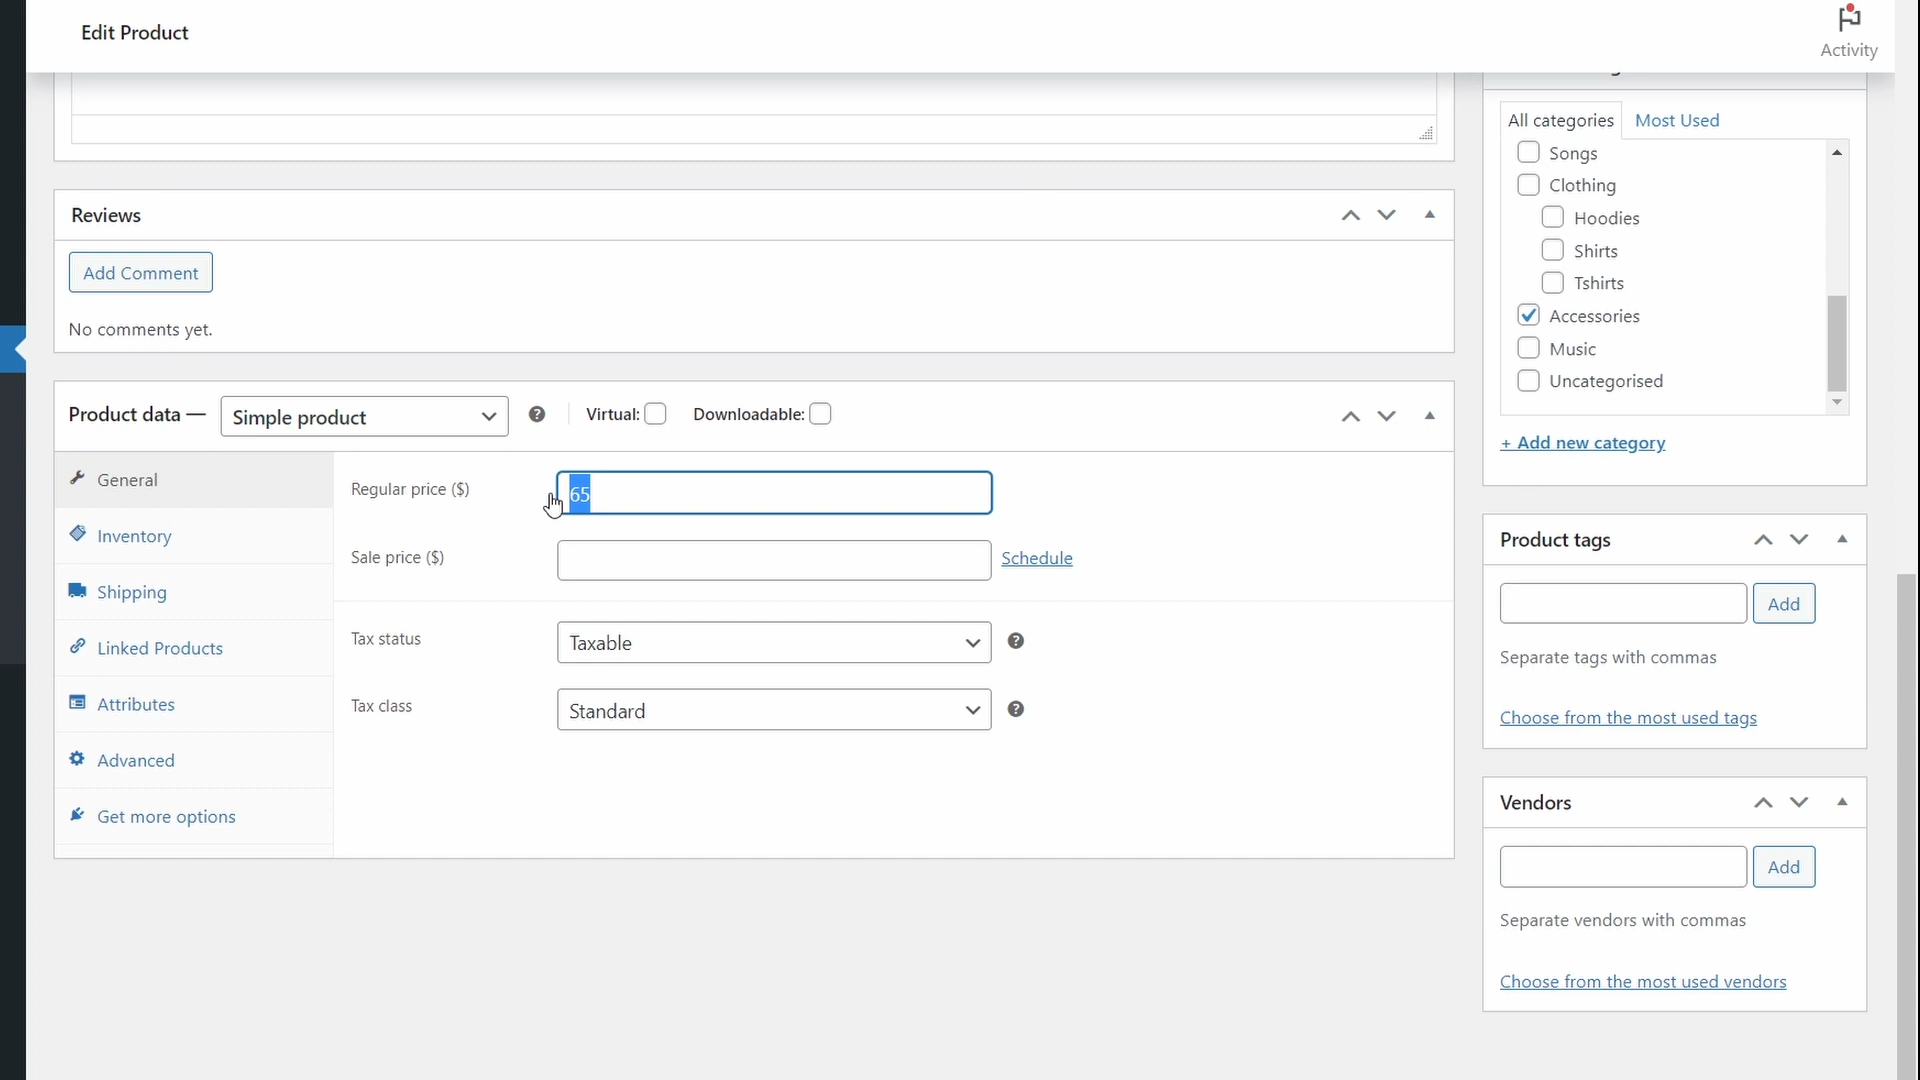 Edit Product
Activity
All categories Most Used
Songs
Clothing
Hoodies
Shirts
Tshirts
Accessories
Music
Uncategorised
+ Add new category
Reviews
Add Comment
No comments yet.
Product data — Simple product Virtual: Downloadable:
General
Inventory
Shipping
Linked Products
Attributes
Advanced
Get more options
Regular price ($) 65
Sale price ($) Schedule
Tax status Taxable
Tax class Standard
Product tags
Add
Separate tags with commas
Choose from the most used tags
Vendors
Add
Separate vendors with commas
Choose from the most used vendors